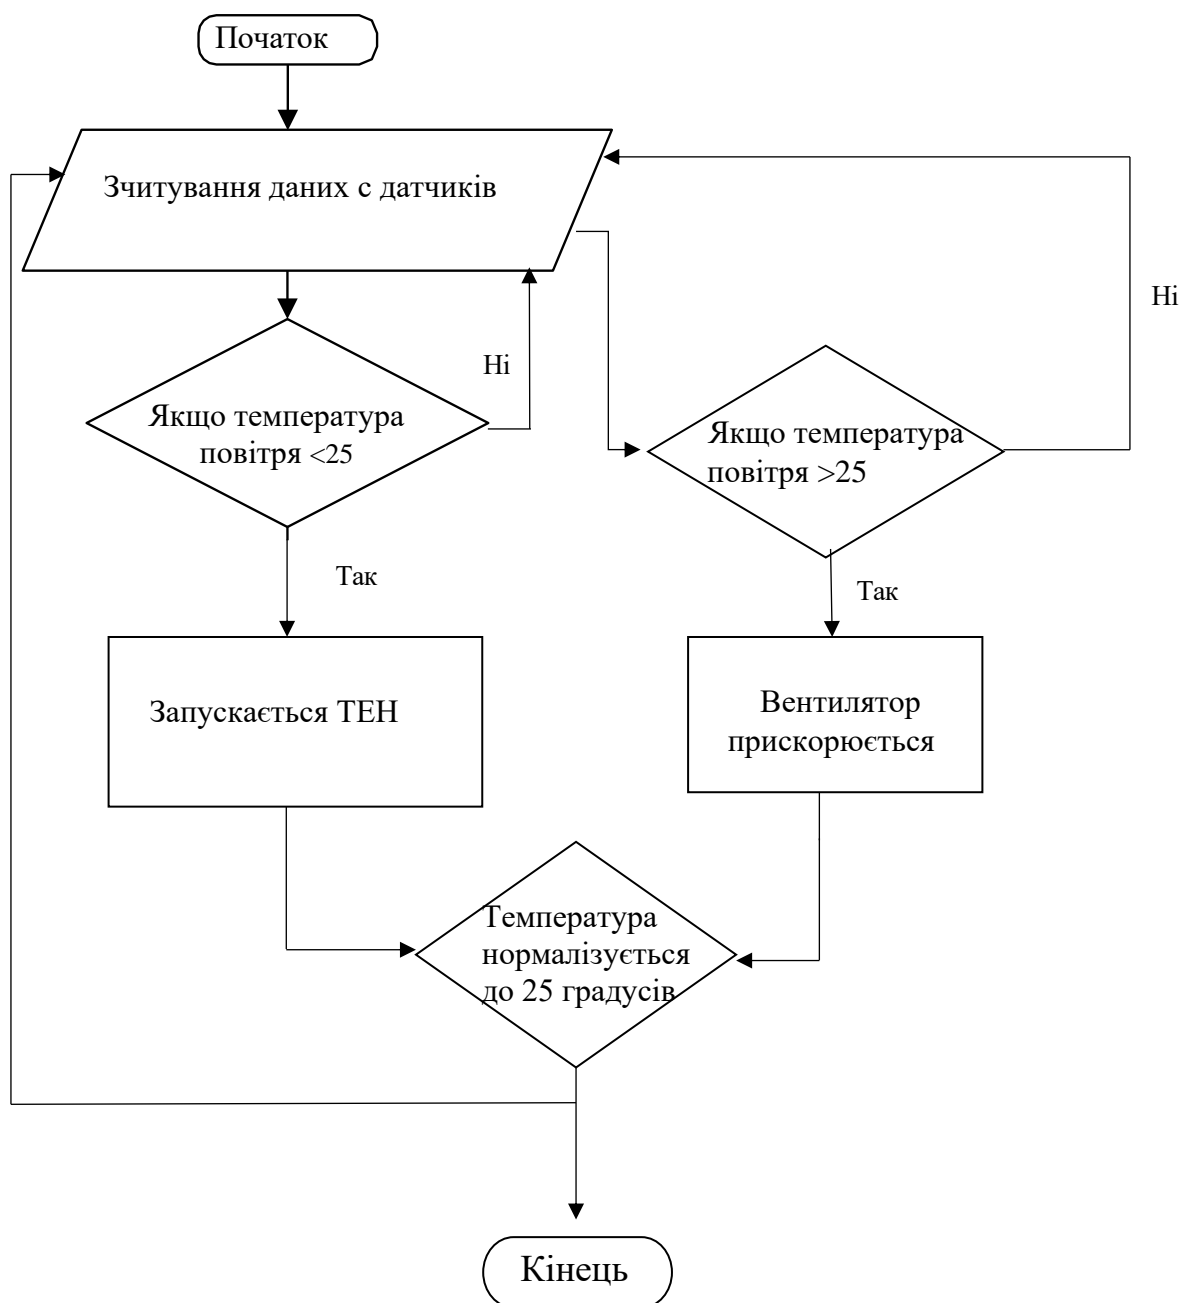 Початок
Зчитування даних с датчиків
Ні
Ні
Якщо температура
повітря <25
Якщо температура
повітря >25
Так
Так
Запускається ТЕН
Вентилятор
прискорюється
Температура
нормалізується
до 25 градусів
Кінець